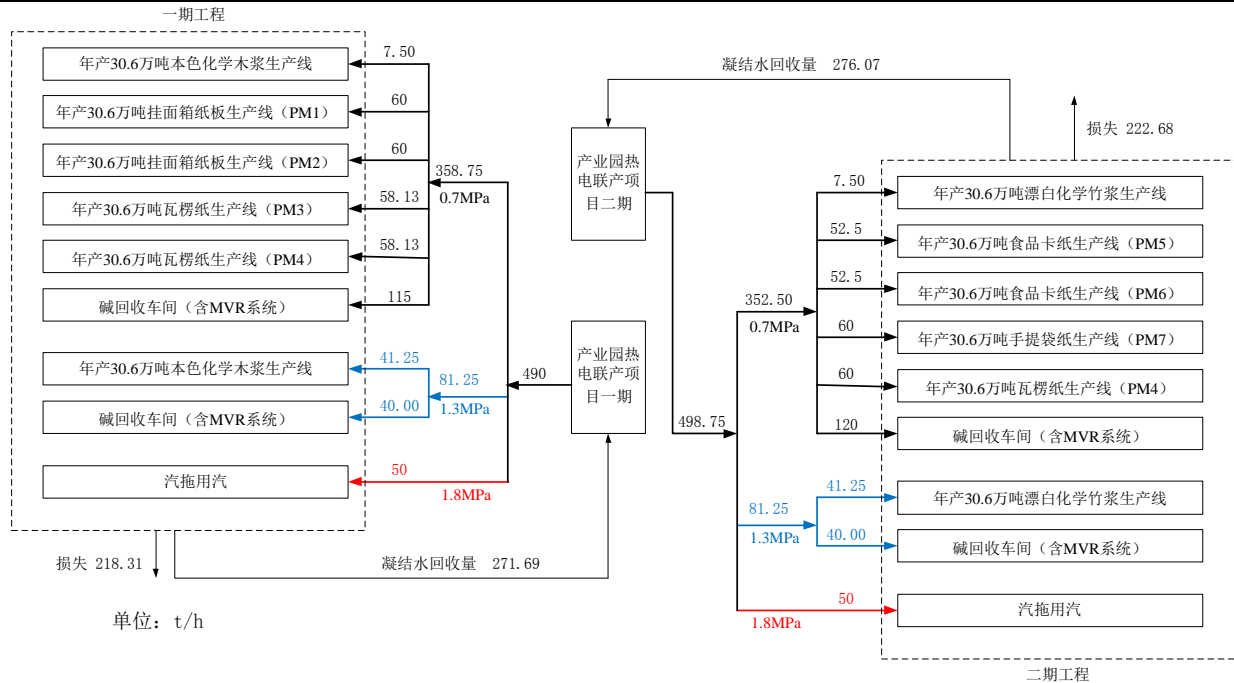 一期工程
7.50
年产30.6万吨本色化学木浆生产线
60
年产30.6万吨挂面箱纸板生产线（PM1）
60
年产30.6万吨挂面箱纸板生产线（PM2）
358.75
0.7MPa
58.13
年产30.6万吨瓦楞纸生产线（PM3）
58.13
年产30.6万吨瓦楞纸生产线（PM4）
115
碱回收车间（含MVR系统）
41.25
年产30.6万吨本色化学木浆生产线
81.25
1.3MPa
40.00
碱回收车间（含MVR系统）
50
汽拖用汽
1.8MPa
490
产业园热
电联产项
目一期
损失 218.31
凝结水回收量 271.69
单位：t/h
凝结水回收量 276.07
损失 222.68
产业园热
电联产项
目二期
498.75
7.50
年产30.6万吨漂白化学竹浆生产线
52.5
年产30.6万吨食品卡纸生产线（PM5）
52.5
年产30.6万吨食品卡纸生产线（PM6）
352.50
0.7MPa
60
年产30.6万吨手提袋纸生产线（PM7）
60
年产30.6万吨瓦楞纸生产线（PM4）
120
碱回收车间（含MVR系统）
41.25
年产30.6万吨漂白化学竹浆生产线
81.25
1.3MPa
40.00
碱回收车间（含MVR系统）
50
汽拖用汽
1.8MPa
二期工程